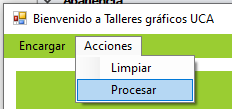 Bienvenido a Talleres gráficos UCA
Encargar Acciones
Limpiar
Procesar